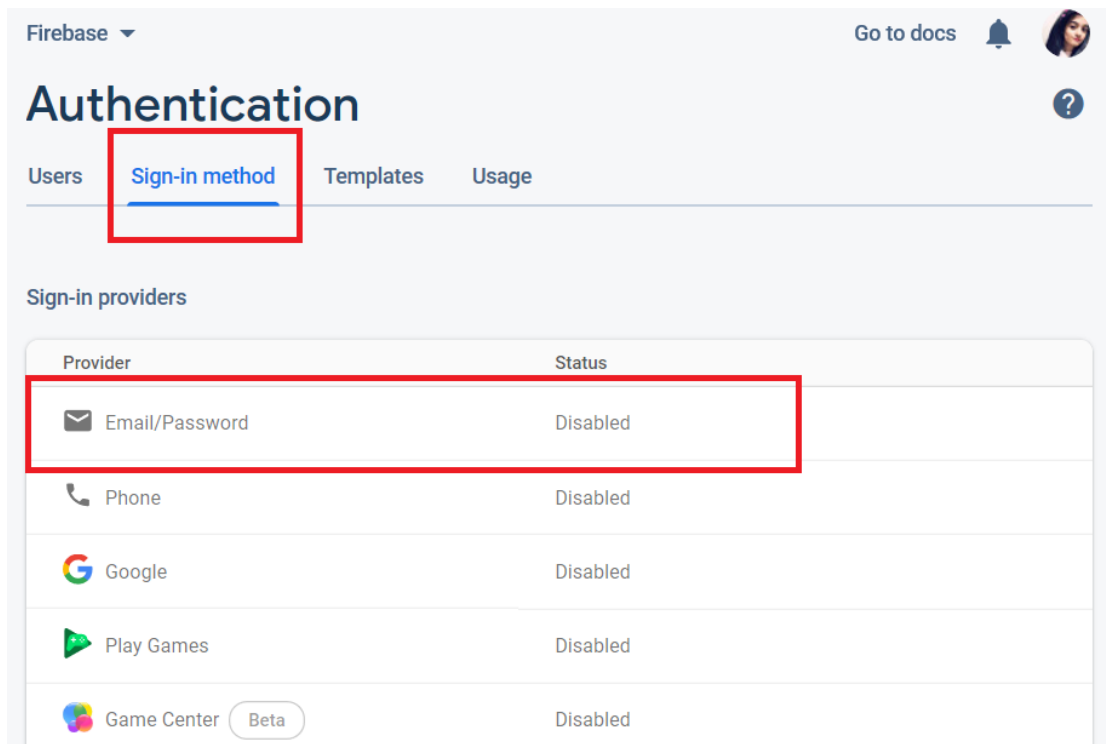 Firebase Go to docs
Authentication
?
Users Sign-in method Templates Usage
Sign-in providers
Provider Status
Email/Password Disabled
Phone Disabled
Google Disabled
Play Games Disabled
Game Center Beta Disabled